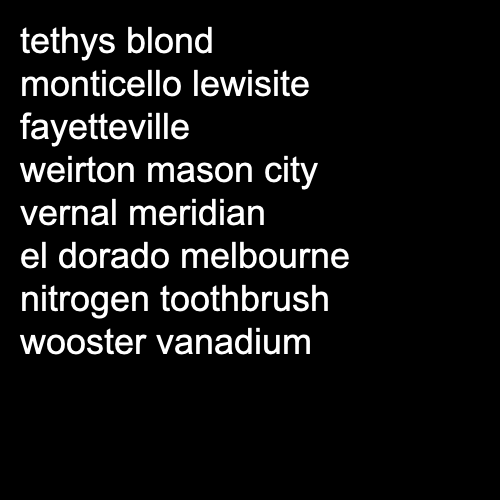 tethys blond
monticello lewisite
fayetteville
weirton mason city
vernal meridian
el dorado melbourne
nitrogen toothbrush
wooster vanadium